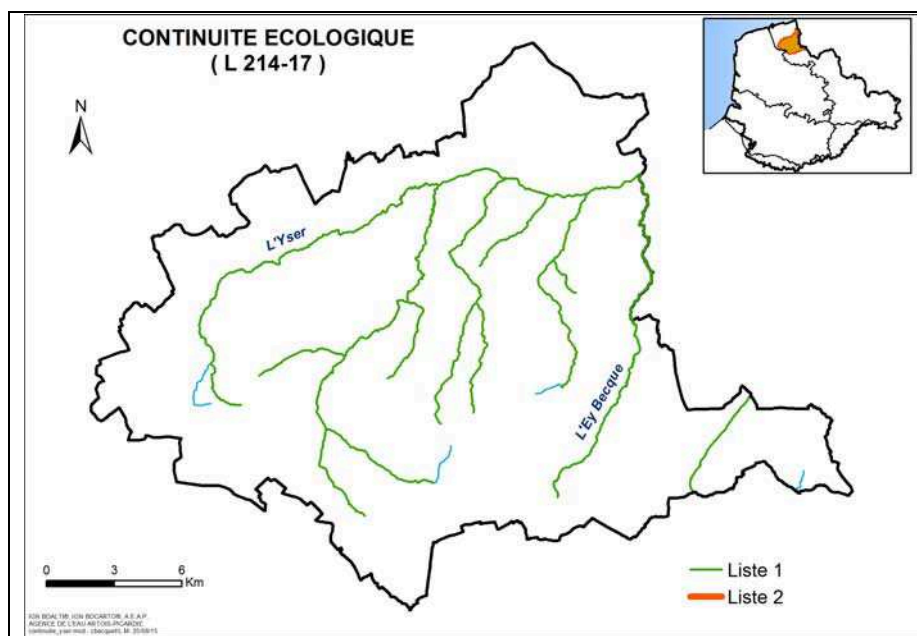 CONTINUITE ECOLOGIQUE
( L 214-17 )
N
L'Yser
L'Ey Becque
0 3 6
Km
Liste 1
Liste 2
AGENCE DE L'EAU ARTOIS-PICARDIE